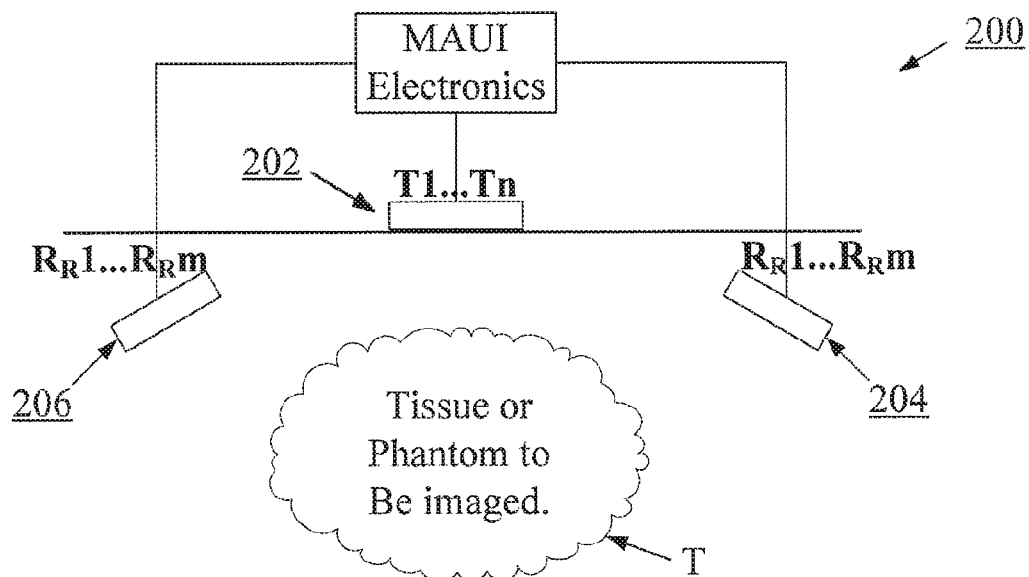 MAUI
Electronics
200
202
T1...Tn
RR1...RRm
RR1...RRm
206
204
Tissue or
Phantom to
Be imaged.
T